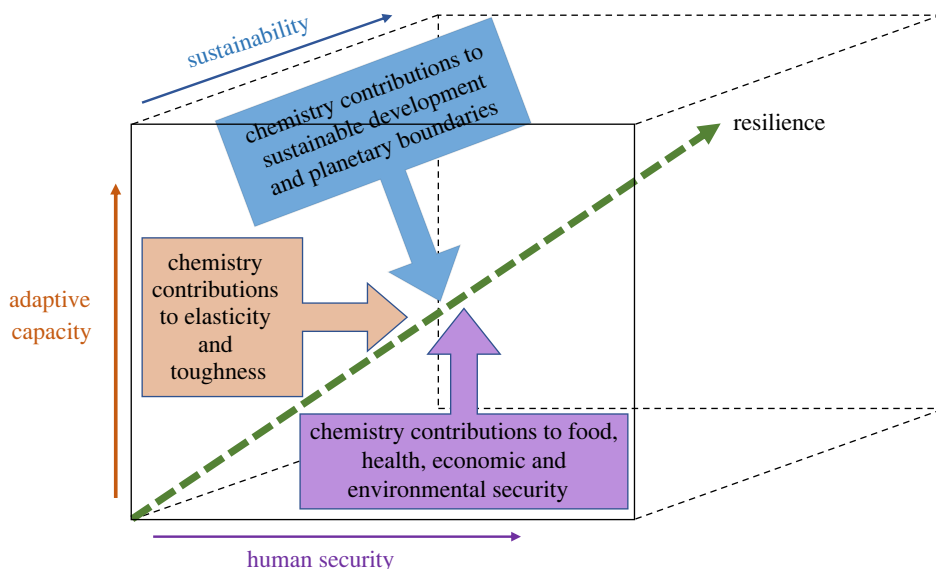 sustainability
chemistry contributions to
sustainable development
and planetary boundaries
resilience
adaptive
capacity
chemistry
contributions
to elasticity
and
toughness
chemistry contributions to food,
health, economic and
environmental security
human security